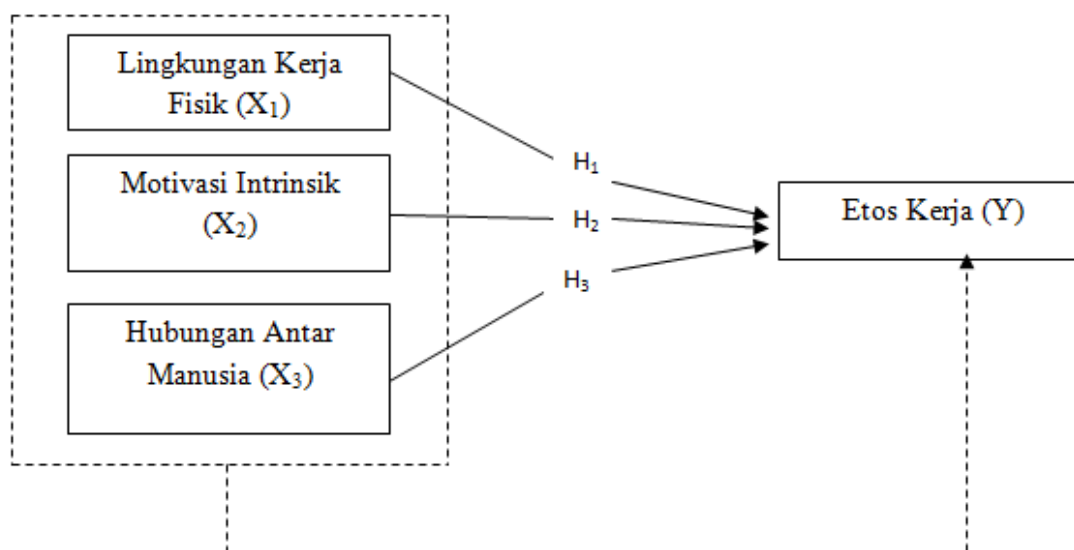 Lingkungan Kerja
Fisik (X₁)
Motivasi Intrinsik
(X₂)
Hubungan Antar
Manusia (X₃)
H₁
H₂
H₃
Etos Kerja (Y)